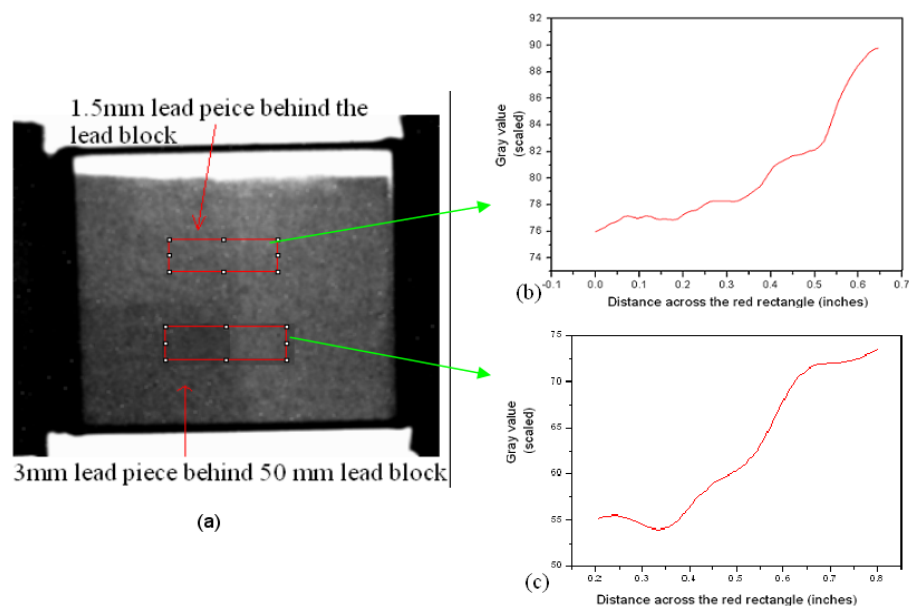 1.5mm lead peice behind the
lead block
3mm lead piece behind 50 mm lead block
(a)
92
90
88
86
84
82
80
78
76
74
Gray value
(scaled)
-0.1 0.0 0.1 0.2 0.3 0.4 0.5 0.6 0.7
Distance across the red rectangle (inches)
(b)
75
70
65
60
55
50
Gray value
(scaled)
0.2 0.3 0.4 0.5 0.6 0.7 0.8
Distance across the red rectangle (inches)
(c)